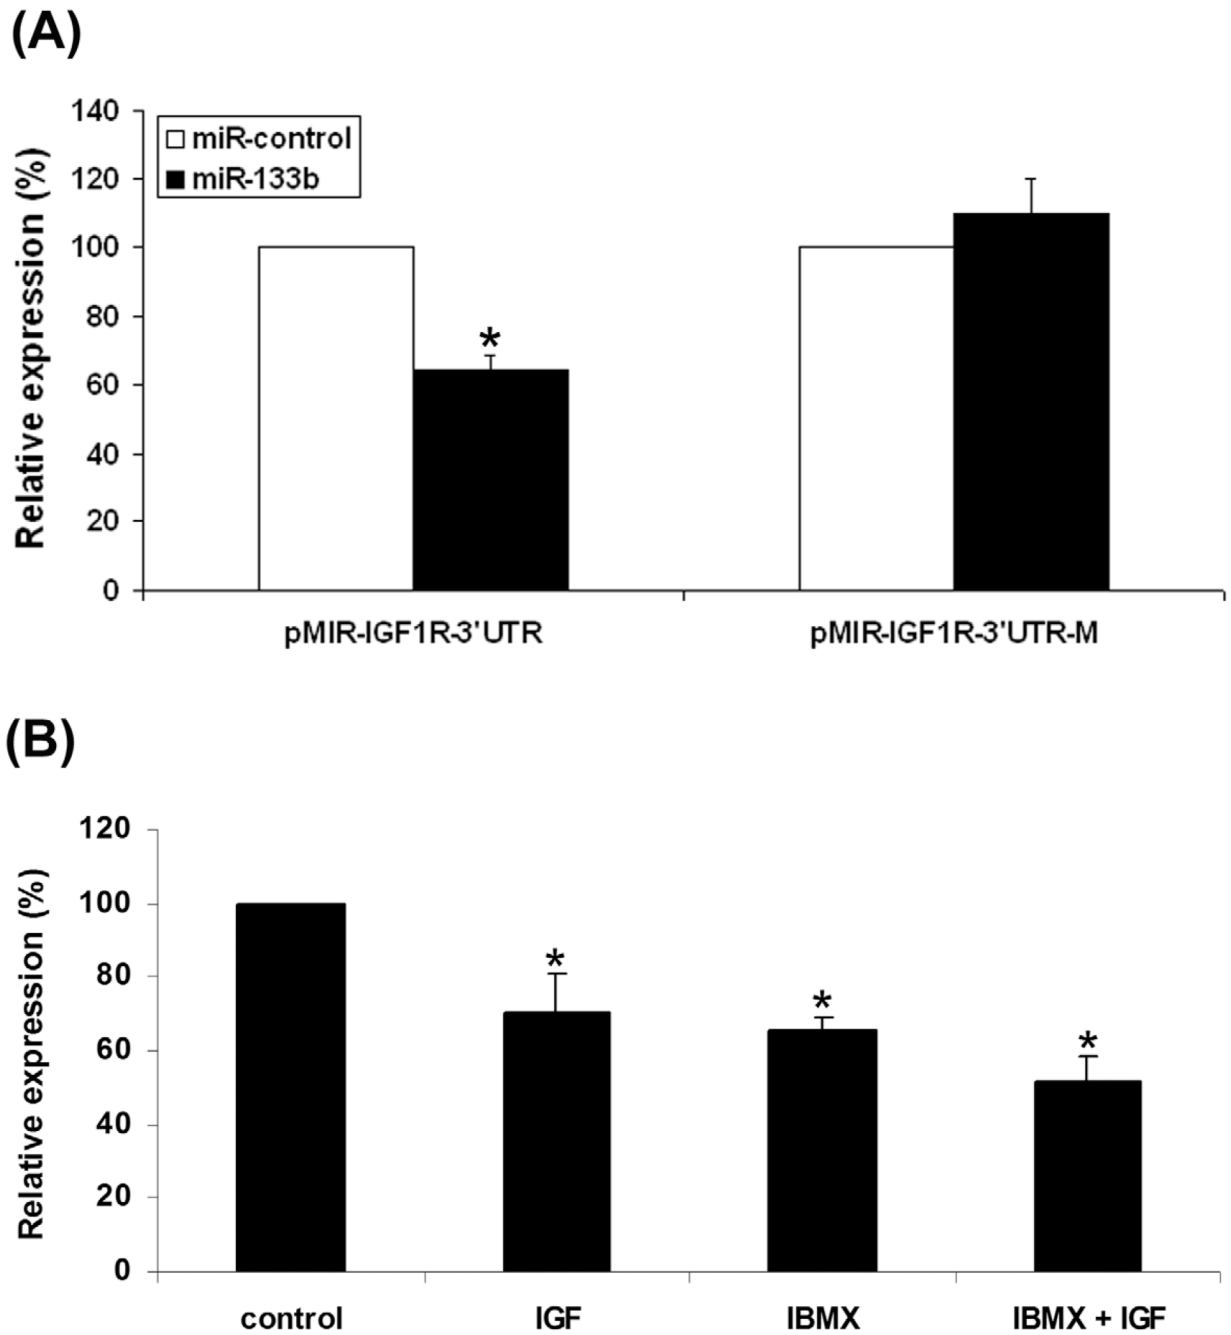 (A)
Relative expression (%)
140
120
100
80
60
40
20
0
miR-control
miR-133b
*
pMIR-IGF1R-3'UTR
pMIR-IGF1R-3'UTR-M
(B)
Relative expression (%)
120
100
80
60
40
20
0
*
*
*
control
IGF
IBMX
IBMX + IGF